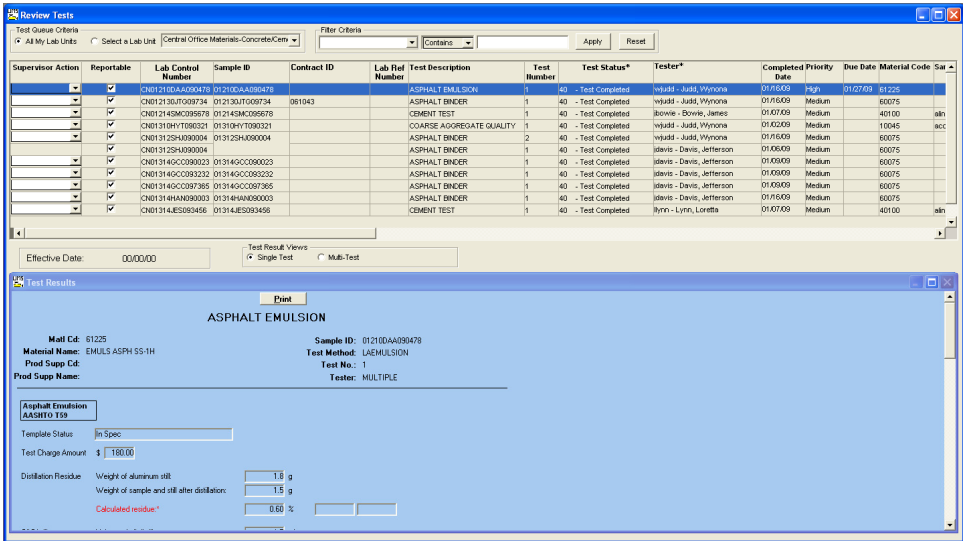 Review Tests
Test Queue Criteria
All My Lab Units Select a Lab Unit Central Office Materials-Concrete/Cem
Filter Criteria
Contains Apply Reset
Supervisor Action Reportable Lab Control Number Sample ID Contract ID Lab Ref Number Test Description Test Number Test Status* Tester* Completed Date Priority Due Date Material Code Sar
CN01210DAA090478 01210DAA090478 ASPHALT EMULSION 1 40 - Test Completed wjudd - Judd, Wynona 01/16/09 High 01/27/09 61225
CN012130JTG09734 012130JTG09734 061043 ASPHALT BINDER 1 40 - Test Completed wjudd - Judd, Wynona 01/16/09 Medium 60075
CN01214SMC095678 01214SMC095678 CEMENT TEST 1 40 - Test Completed jbowie - Bowie, James 01/07/09 Medium 40100 alin
CN01310HYT090321 01310HYT090321 COARSE AGGREGATE QUALITY 1 40 - Test Completed wjudd - Judd, Wynona 01/02/09 Medium 10045 acc
CN01312SHJ090004 01312SHJ090004 ASPHALT BINDER 2 40 - Test Completed wjudd - Judd, Wynona 01/16/09 Medium 60075
CN01312SHJ090004 ASPHALT BINDER 1 40 - Test Completed jdavis - Davis, Jefferson 01/06/09 Medium 60075
CN01314GCC090023 01314GCC090023 ASPHALT BINDER 1 40 - Test Completed jdavis - Davis, Jefferson 01/09/09 Medium 60075
CN01314GCC093232 01314GCC093232 ASPHALT BINDER 1 40 - Test Completed jdavis - Davis, Jefferson 01/09/09 Medium 60075
CN01314GCC097365 01314GCC097365 ASPHALT BINDER 1 40 - Test Completed jdavis - Davis, Jefferson 01/09/09 Medium 60075
CN01314HAN090003 01314HAN090003 ASPHALT BINDER 1 40 - Test Completed jdavis - Davis, Jefferson 01/16/09 Medium 60075
CN01314JES093456 01314JES093456 CEMENT TEST 1 40 - Test Completed llynn - Lynn, Loretta 01/07/09 Medium 40100 alin
Effective Date: 00/00/00
Test Result Views
Single Test Multi-Test
Test Results
Print
ASPHALT EMULSION
Matl Cd: 61225 Sample ID: 01210DAA090478
Material Name: EMULS ASPH SS-1H Test Method: LAEMULSION
Prod Supp Cd: Test No.: 1
Prod Supp Name: Tester: MULTIPLE
Asphalt Emulsion
AASHTO T59
Template Status In Spec
Test Charge Amount $ 180.00
Distillation Residue Weight of aluminum still: 1.8 g
Weight of sample and still after distillation: 1.5 g
Calculated residue:* 0.60 %